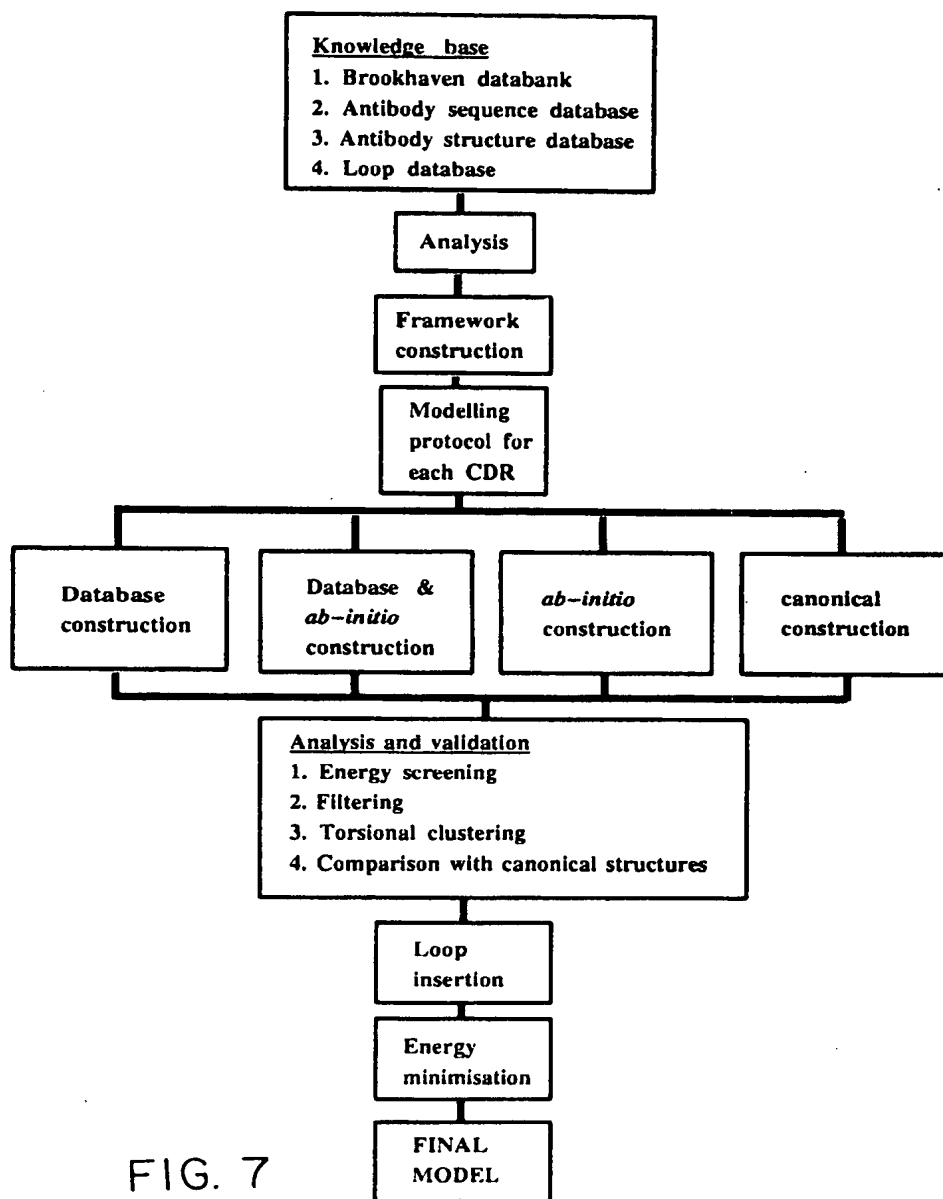 Knowledge base
1. Brookhaven databank
2. Antibody sequence database
3. Antibody structure database
4. Loop database
Analysis
Framework
construction
Modelling
protocol for
each CDR
Database
construction
Database &
ab-initio
construction
ab-initio
construction
canonical
construction
Analysis and validation
1. Energy screening
2. Filtering
3. Torsional clustering
4. Comparison with canonical structures
Loop
insertion
Energy
minimisation
FINAL
MODEL
FIG. 7